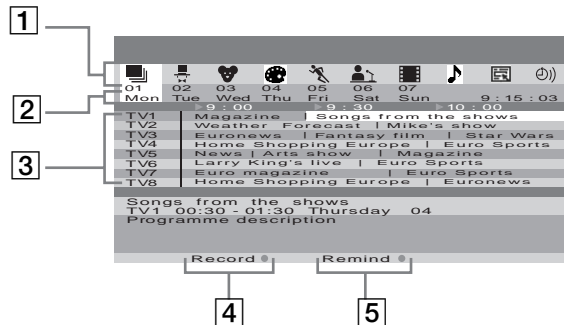 1
01 02 03 04 05 06 07
2
Mon Tue Wed Thu Fri Sat Sun 9:15:03
9:00 9:30 10:00
TV1 Magazine | Songs from the shows
TV2 Weather Forecast | Mike's show
TV3 Euronews | Fantasy film | Star Wars
3
TV4 Home Shopping Europe | Euro Sports
TV5 News | Arts show | Magazine
TV6 Larry King's live | Euro Sports
TV7 Euro magazine | Euro Sports
TV8 Home Shopping Europe | Euronews
Songs from the shows
TV1 00:30 - 01:30 Thursday 04
Programme description
Record Remind
4 5